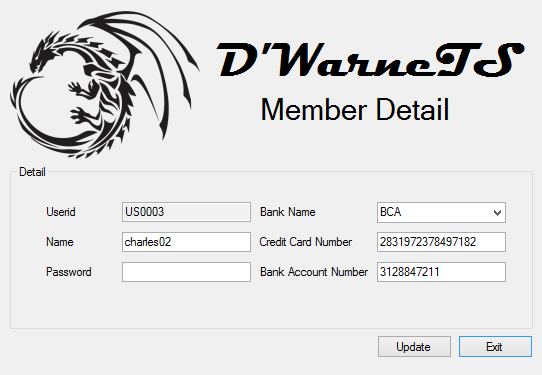 D'WarneTS
Member Detail
Detail
Userid US0003 Bank Name BCA
Name charles02 Credit Card Number 2831972378497182
Password Bank Account Number 3128847211
Update Exit